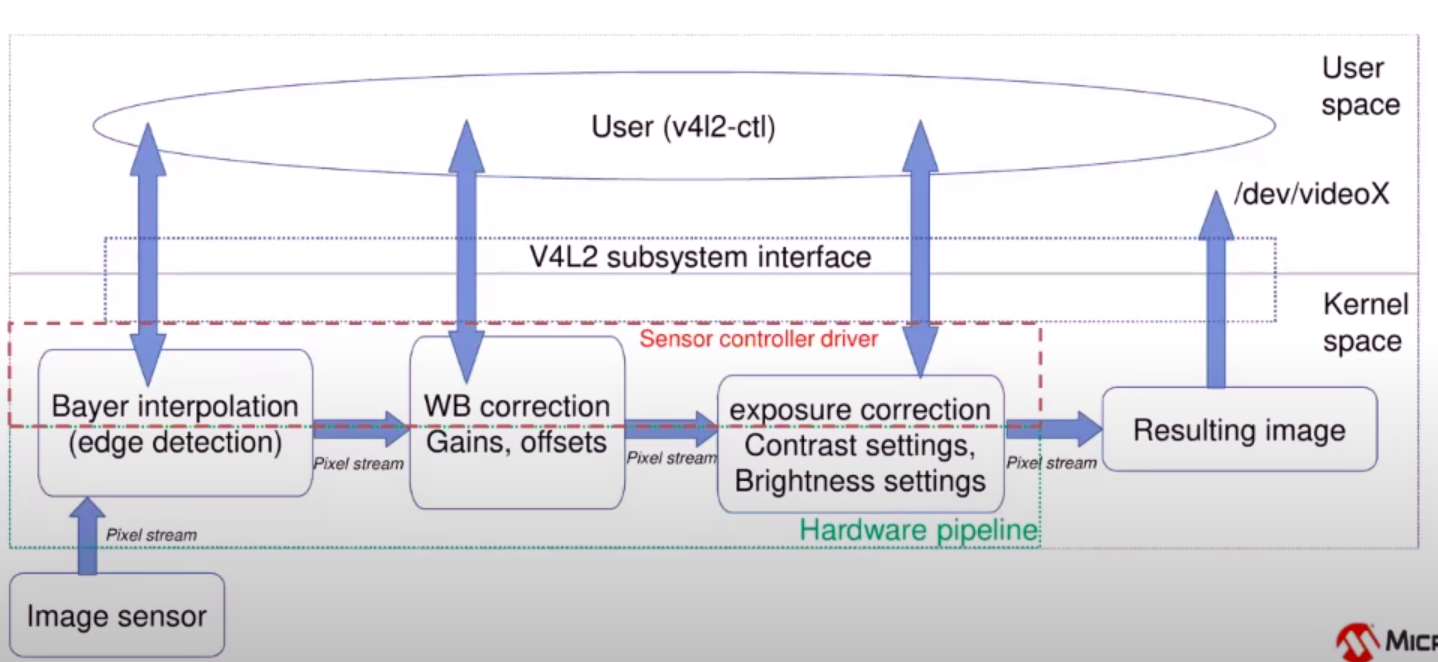 User
space
User (v4l2-ctl)
/dev/videoX
V4L2 subsystem interface
Kernel
space
Sensor controller driver
Bayer interpolation
(edge detection)
Pixel stream
WB correction
Gains, offsets
Pixel stream
exposure correction
Contrast settings,
Brightness settings
Pixel stream
Resulting image
Hardware pipeline
Pixel stream
Image sensor